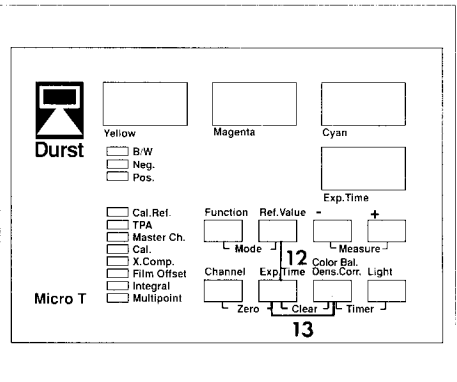 Yellow Magenta Cyan
Durst
B/W
Neg.
Pos.
Exp.Time
Cal.Ref.
TPA
Master Ch.
Cal.
X.Comp.
Film Offset
Integral
Multipoint
Function Ref.Value - +
Mode Measure
12
Color Bal.
Channel Exp.Time Dens.Corr. Light
Zero Clear Timer
Micro T
13